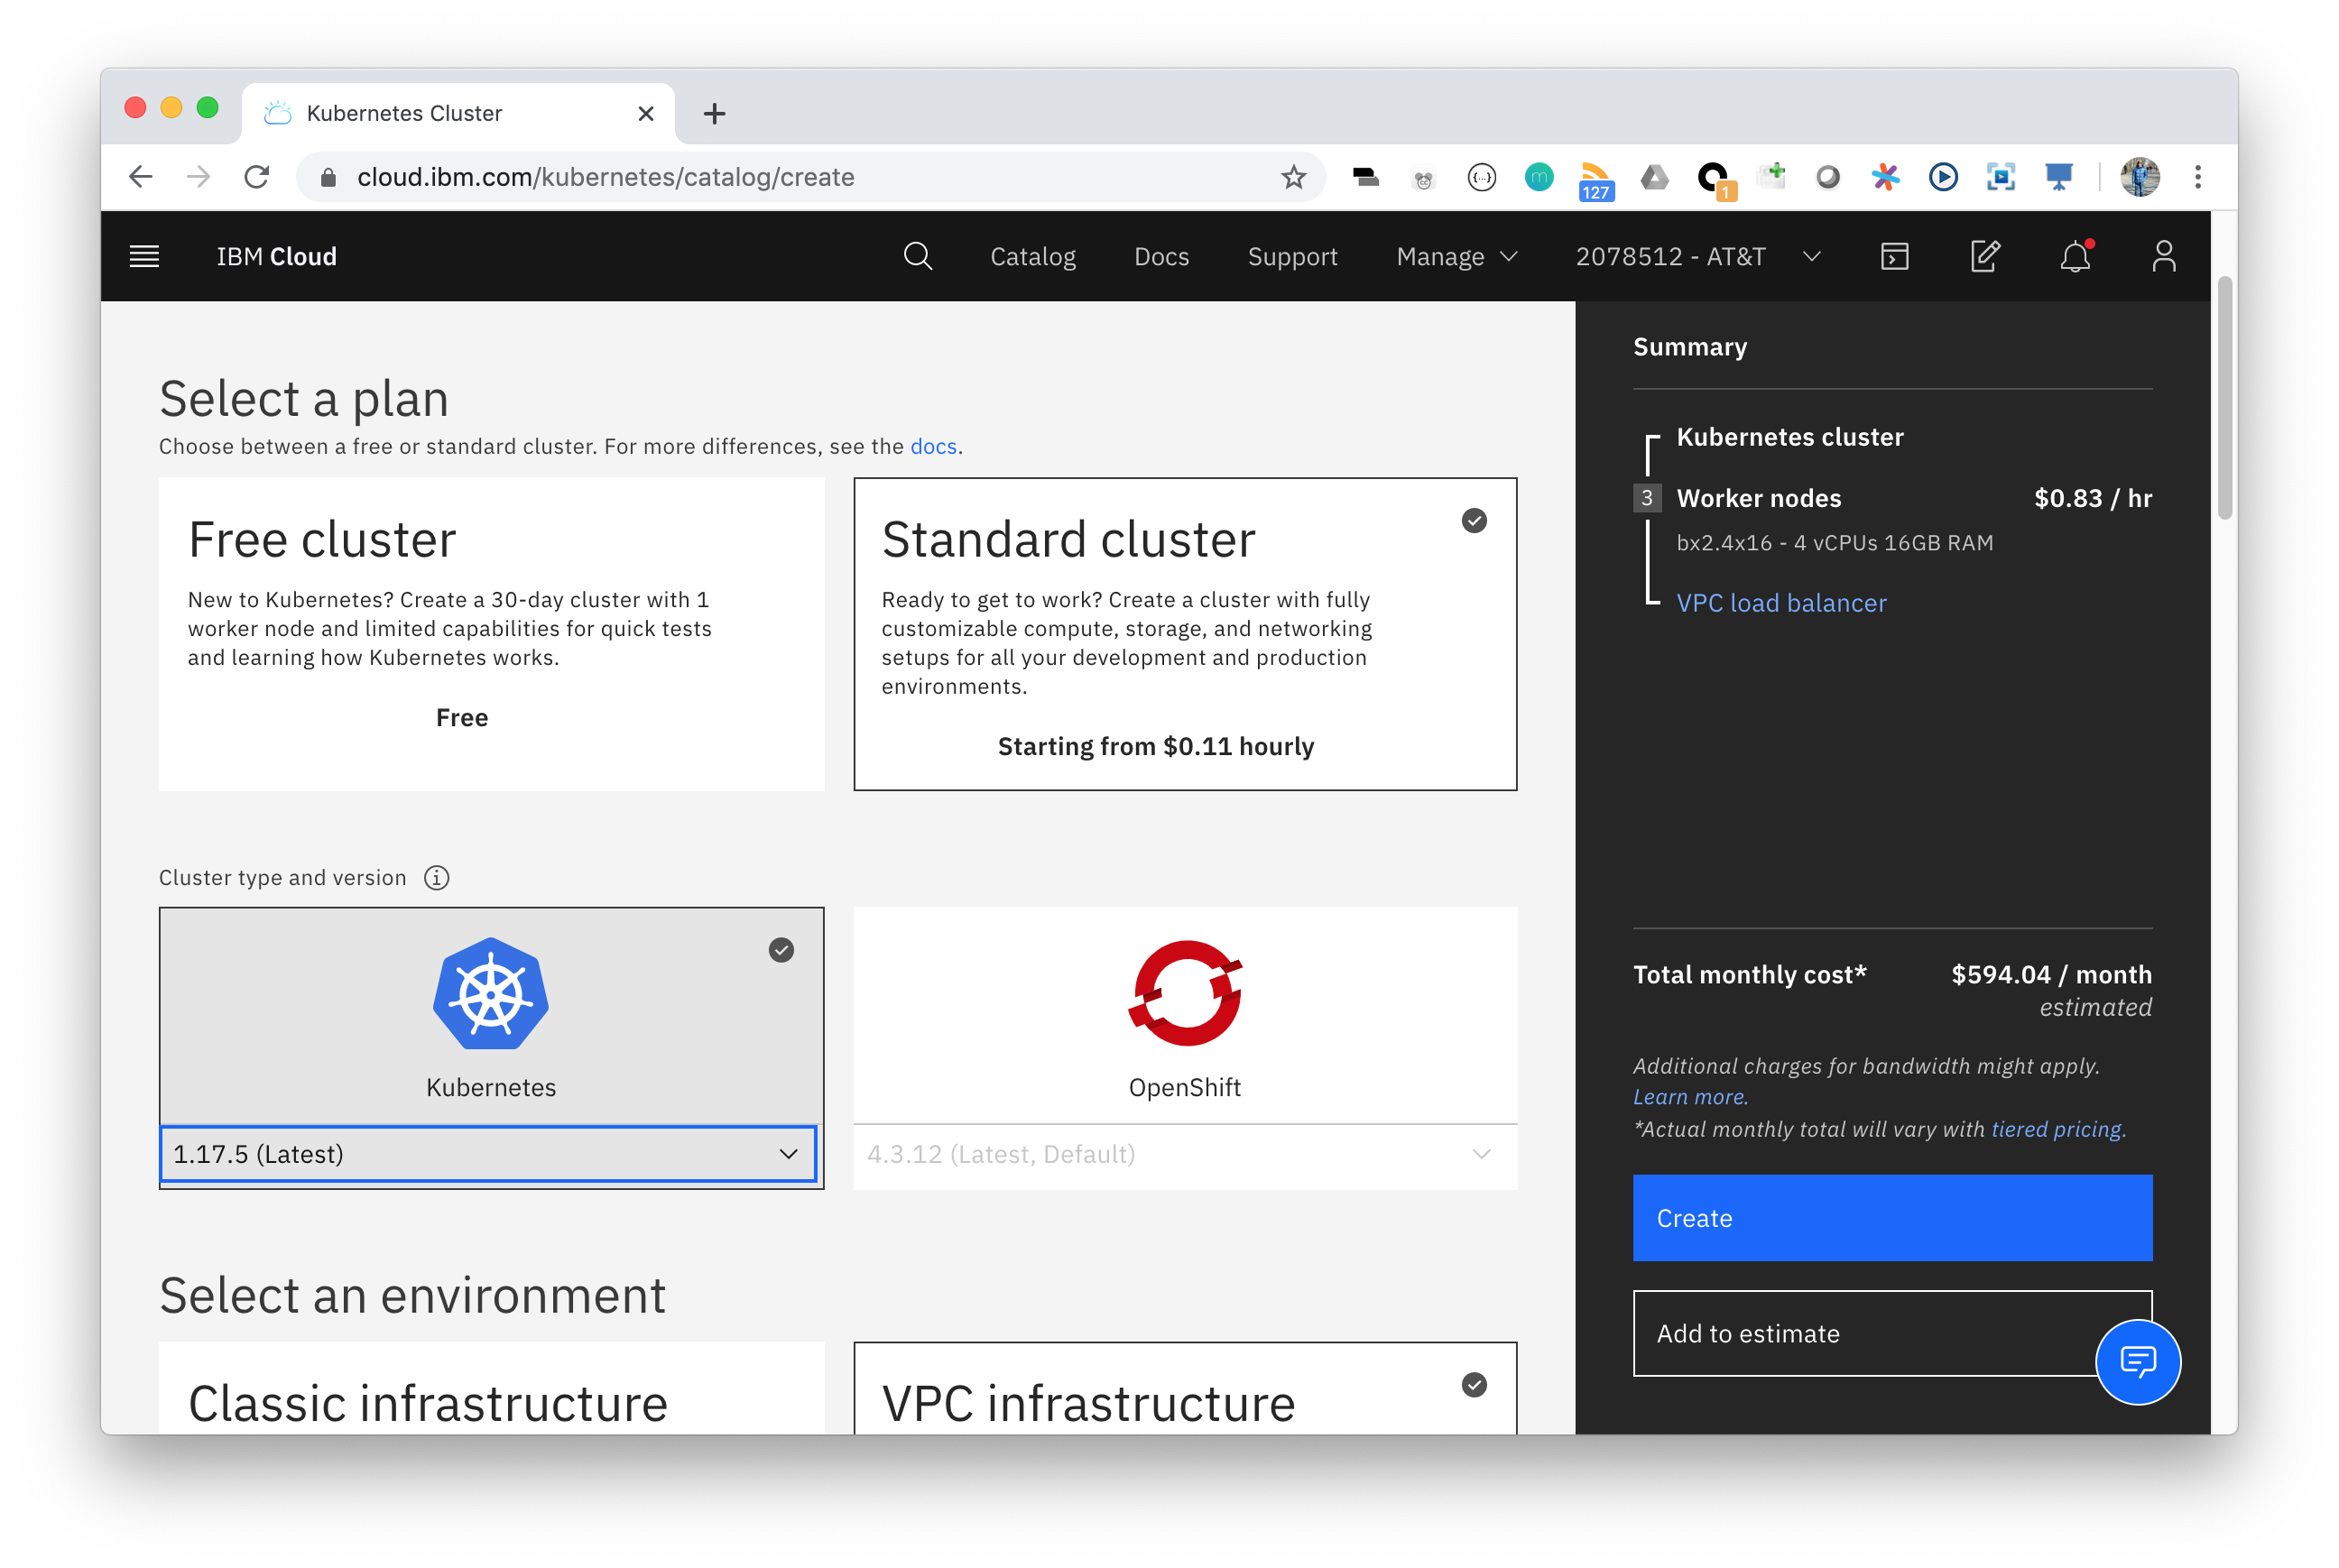 Kubernetes Cluster
cloud.ibm.com/kubernetes/catalog/create
127
1
IBM Cloud
Catalog
Docs
Support
Manage
2078512 - AT&T
Select a plan
Choose between a free or standard cluster. For more differences, see the docs.
Free cluster
New to Kubernetes? Create a 30-day cluster with 1
worker node and limited capabilities for quick tests
and learning how Kubernetes works.
Free
Standard cluster
Ready to get to work? Create a cluster with fully
customizable compute, storage, and networking
setups for all your development and production
environments.
Starting from $0.11 hourly
Cluster type and version
Kubernetes
1.17.5 (Latest)
OpenShift
4.3.12 (Latest, Default)
Select an environment
Classic infrastructure
VPC infrastructure
Summary
Kubernetes cluster
3 Worker nodes $0.83 / hr
bx2.4x16 - 4 vCPUs 16GB RAM
VPC load balancer
Total monthly cost* $594.04 / month
estimated
Additional charges for bandwidth might apply.
Learn more.
*Actual monthly total will vary with tiered pricing.
Create
Add to estimate